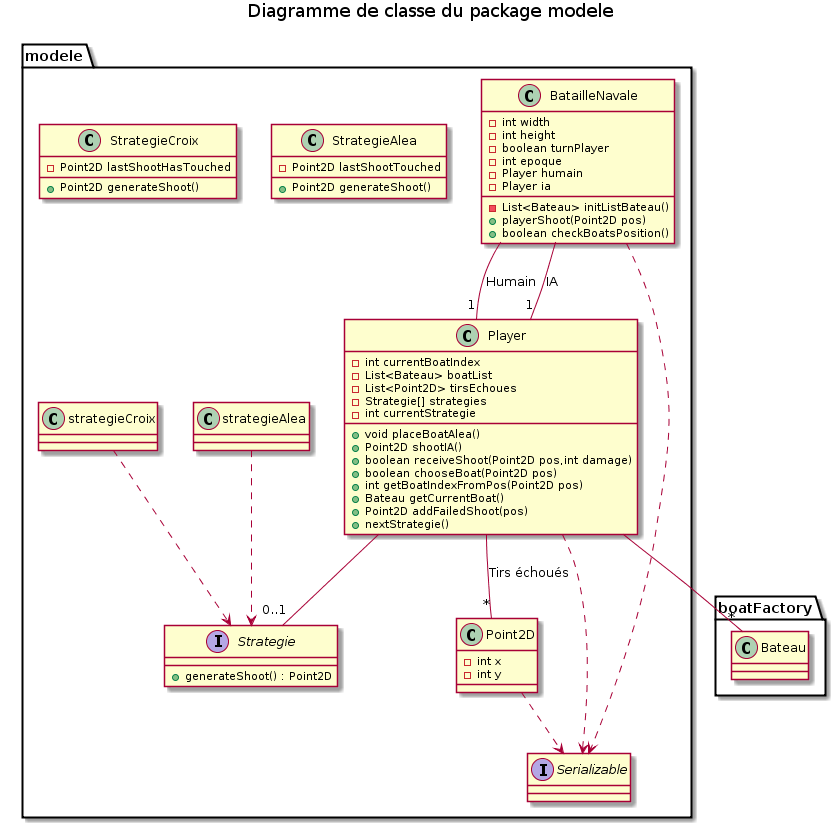 Diagramme de classe du package modele
modele
C BatailleNavale
int width
int height
boolean turnPlayer
int epoque
Player humain
Player ia
List<Bateau> initListBateau()
playerShoot(Point2D pos)
boolean checkBoatsPosition()
C StrategieCroix
Point2D lastShootHasTouched
Point2D generateShoot()
C StrategieAlea
Point2D lastShootTouched
Point2D generateShoot()
Humain
IA
1
1
C Player
int currentBoatIndex
List<Bateau> boatList
List<Point2D> tirsEchoues
Strategie[] strategies
int currentStrategie
void placeBoatAlea()
Point2D shootIA()
boolean receiveShoot(Point2D pos,int damage)
boolean chooseBoat(Point2D pos)
int getBoatIndexFromPos(Point2D pos)
Bateau getCurrentBoat()
Point2D addFailedShoot(pos)
nextStrategie()
C strategieCroix
C strategieAlea
Tirs échoués
0..1
*
*
I Strategie
generateShoot() : Point2D
C Point2D
int x
int y
boatFactory
C Bateau
I Serializable